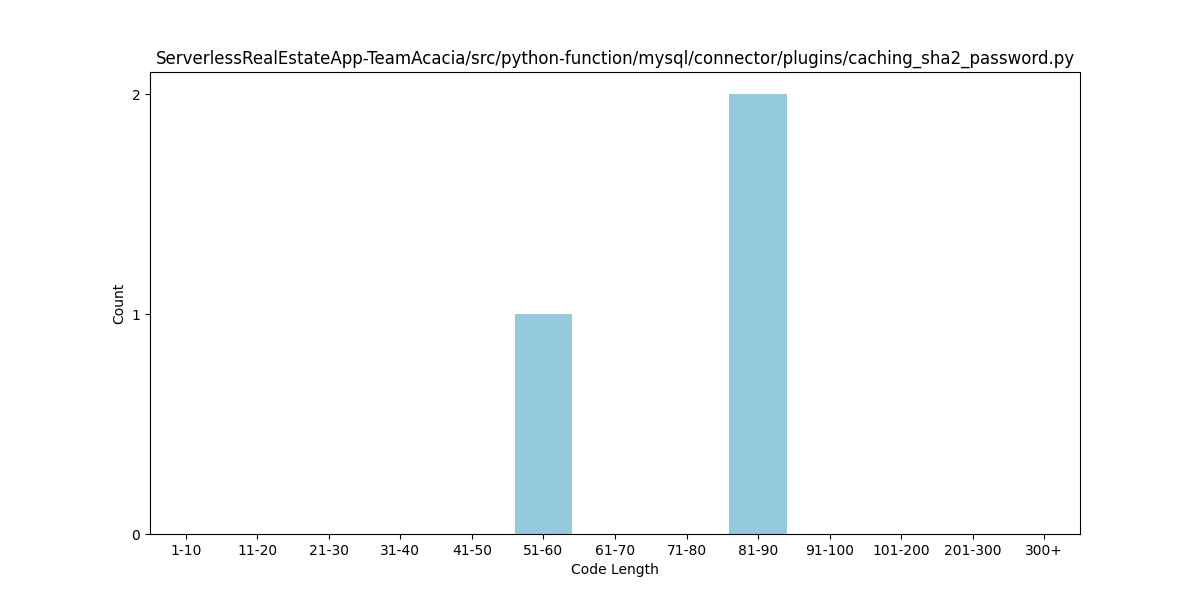 ServerlessRealEstateApp-TeamAcacia/src/python-function/mysql/connector/plugins/caching_sha2_password.py
2
1
0
Count
1-10 11-20 21-30 31-40 41-50 51-60 61-70 71-80 81-90 91-100 101-200 201-300 300+
Code Length